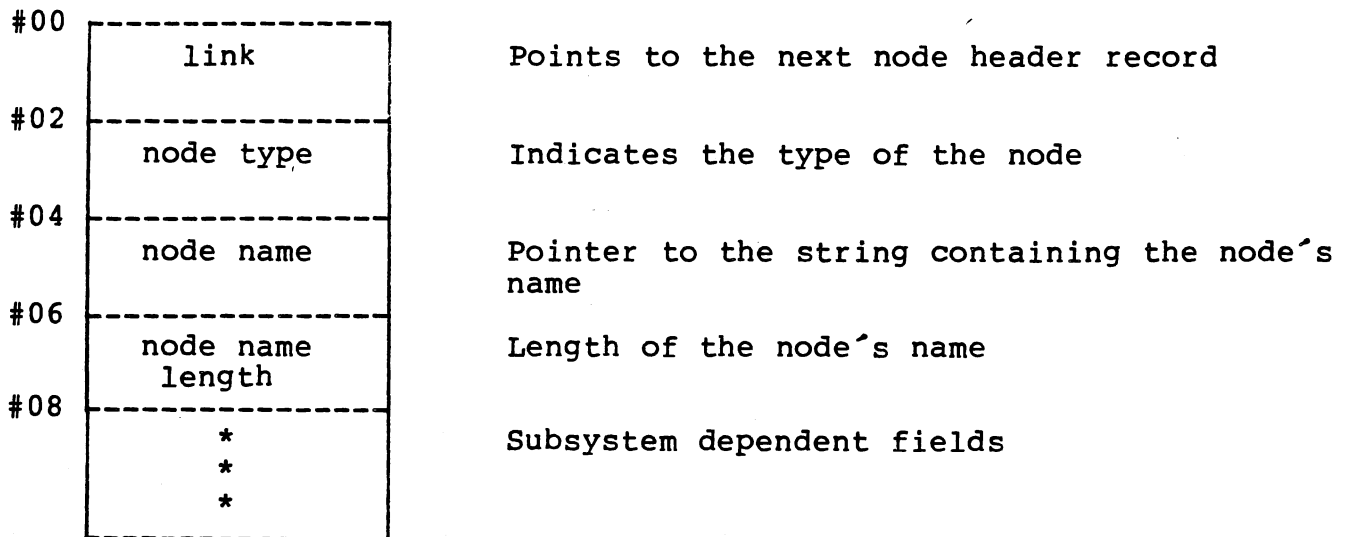 #00
link Points to the next node header record
#02
node type Indicates the type of the node
#04
node name Pointer to the string containing the node's
name
#06
node name Length of the node's name
length
#08
* Subsystem dependent fields
*
*